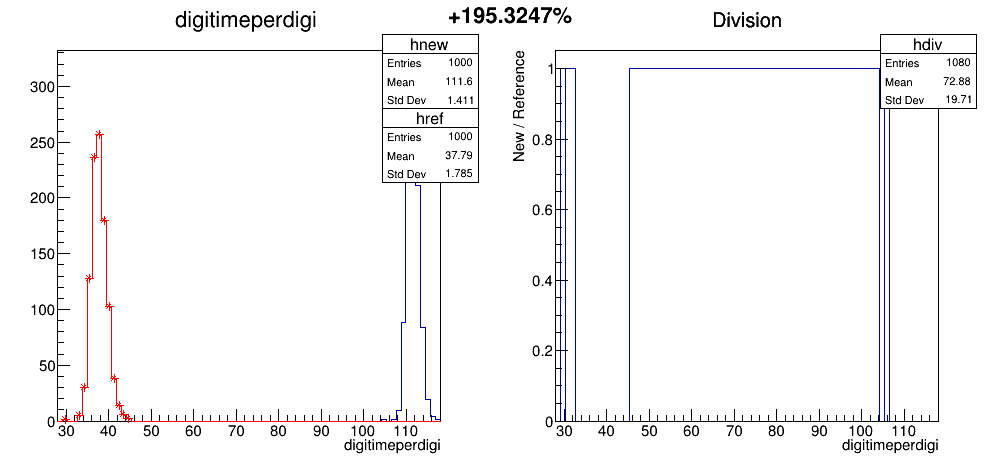 +195.3247%
digitimeperdigi
hnew
Entries 1000
Mean 111.6
Std Dev 1.411
href
Entries 1000
Mean 37.79
Std Dev 1.785
300
250
200
150
100
50
0
30 40 50 60 70 80 90 100 110
digitimeperdigi
Division
hdiv
Entries 1080
Mean 72.88
Std Dev 19.71
New / Reference
1
0.8
0.6
0.4
0.2
0
30 40 50 60 70 80 90 100 110
digitimeperdigi